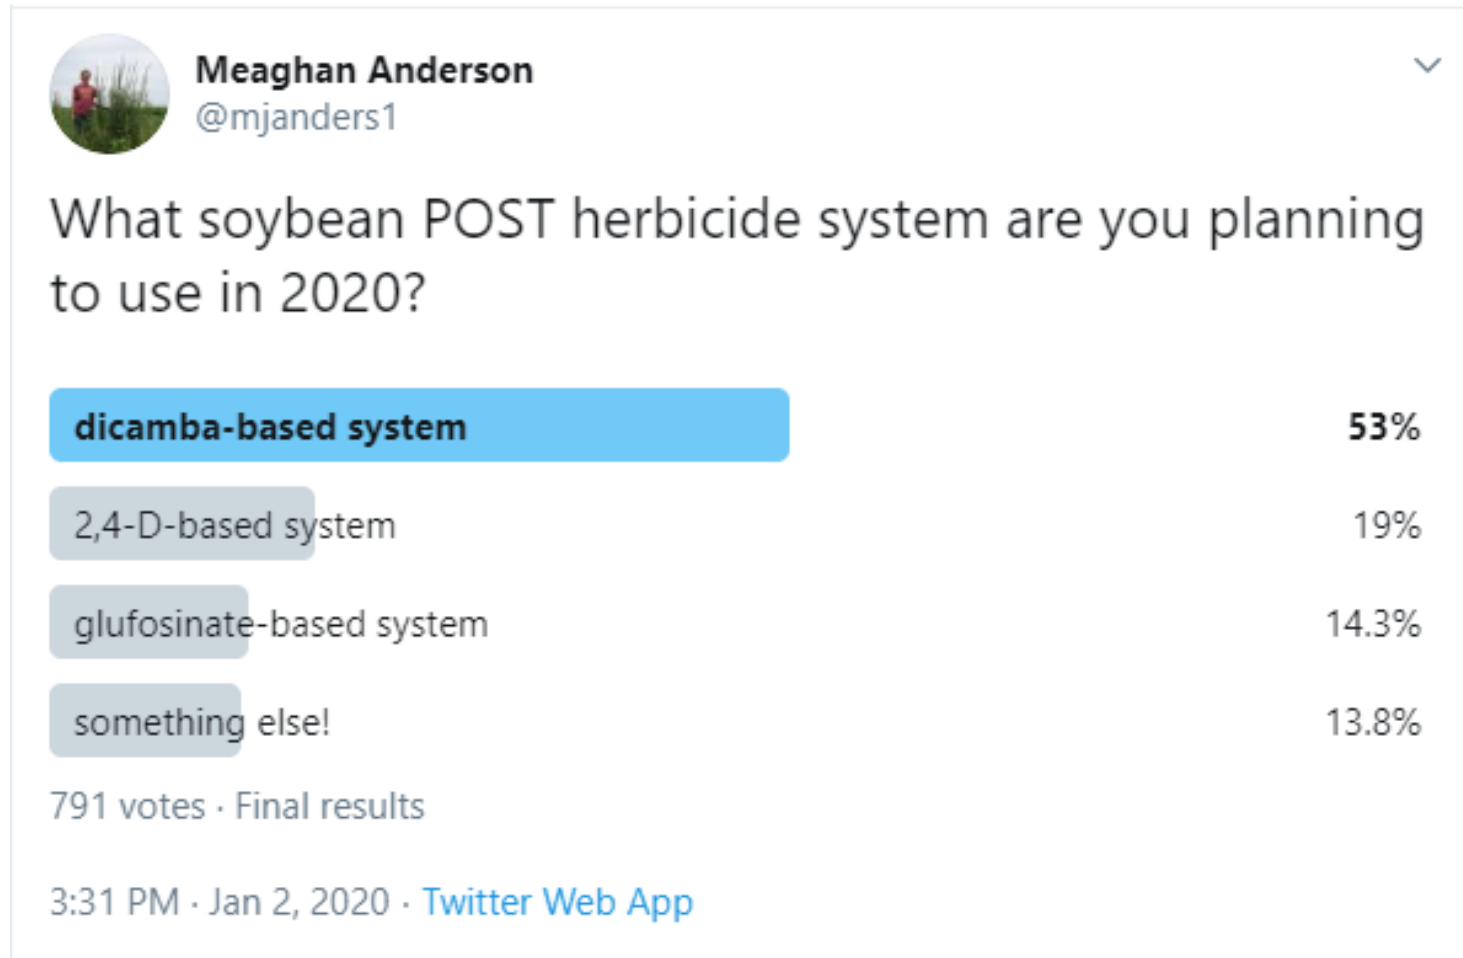 Meaghan Anderson
@mjanders1
What soybean POST herbicide system are you planning
to use in 2020?
dicamba-based system 53%
2,4-D-based system 19%
glufosinate-based system 14.3%
something else! 13.8%
791 votes · Final results
3:31 PM · Jan 2, 2020 · Twitter Web App